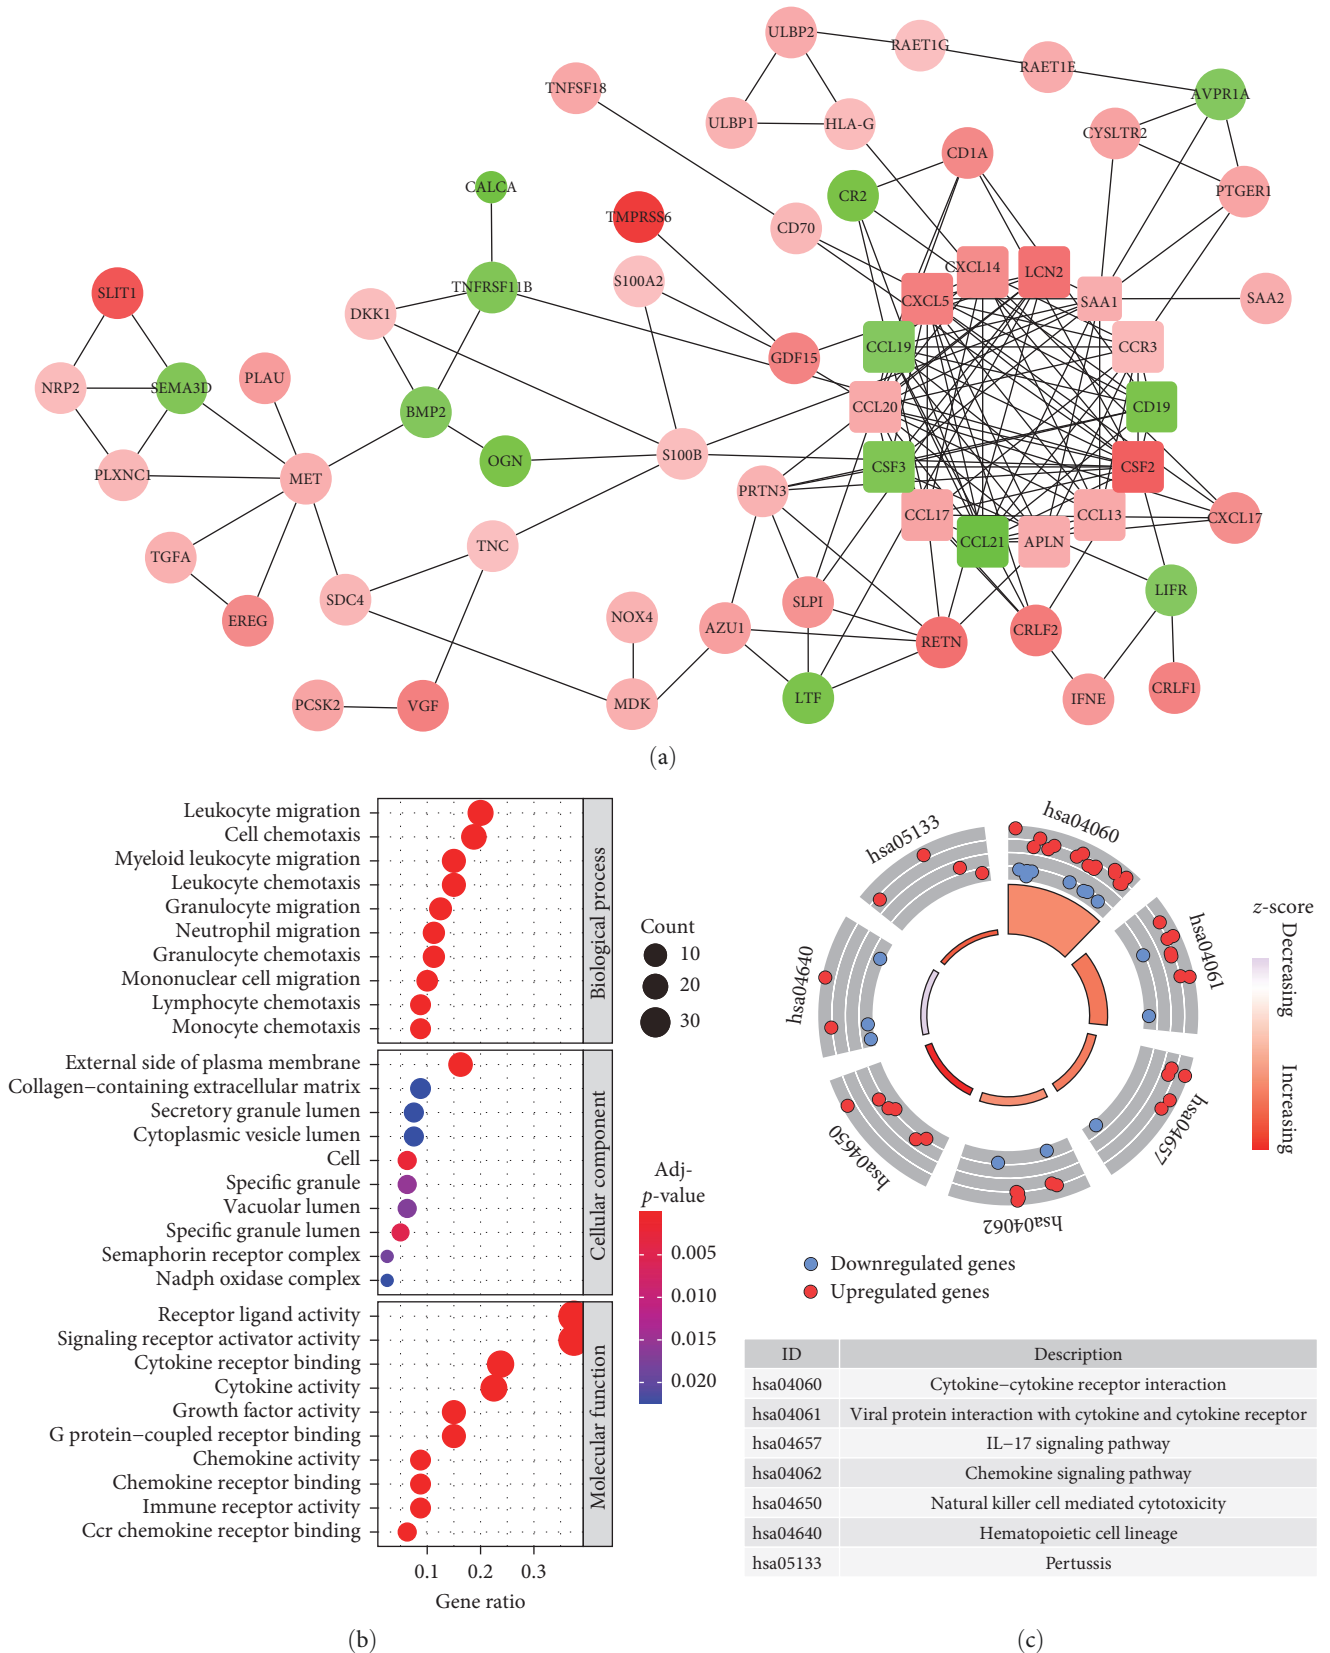 ULBP2
RAET1G
RAET1E
TNFSF18
AVPR1A
ULBP1
HLA-G
CYSLTR2
CD1A
CALCA
CR2
PTGER1
TMPRSS6
CD70
SLIT1
TNFRSF11B
S100A2
CXCL14
LCN2
DKK1
CXCL5
SAA1
SAA2
GDF15
CCL19
CCR3
NRP2
SEMA3D
PLAU
BMP2
CCL20
CD19
PLXNC1
MET
OGN
S100B
CSF3
CSF2
PRTN3
CCL17
CCL13
CXCL17
TGFA
TNC
CCL21
APLN
SDC4
SLPI
LIFR
EREG
NOX4
AZU1
RETN
CRLF2
PCSK2
VGF
MDK
LTF
IFNE
CRLF1
(a)
Leukocyte migration
Cell chemotaxis
Myeloid leukocyte migration
Leukocyte chemotaxis
Granulocyte migration
Neutrophil migration
Granulocyte chemotaxis
Mononuclear cell migration
Lymphocyte chemotaxis
Monocyte chemotaxis
Biological process
External side of plasma membrane
Collagen−containing extracellular matrix
Secretory granule lumen
Cytoplasmic vesicle lumen
Cell
Specific granule
Vacuolar lumen
Specific granule lumen
Semaphorin receptor complex
Nadph oxidase complex
Cellular component
Receptor ligand activity
Signaling receptor activator activity
Cytokine receptor binding
Cytokine activity
Growth factor activity
G protein−coupled receptor binding
Chemokine activity
Chemokine receptor binding
Immune receptor activity
Ccr chemokine receptor binding
Molecular function
0.1 0.2 0.3
Gene ratio
Count
10
20
30
Adj-
p-value
0.005
0.010
0.015
0.020
(b)
hsa04060
hsa04061
hsa04657
hsa04062
hsa04650
hsa04640
hsa05133
z-score
Decreasing
Increasing
Downregulated genes
Upregulated genes
ID Description
hsa04060 Cytokine−cytokine receptor interaction
hsa04061 Viral protein interaction with cytokine and cytokine receptor
hsa04657 IL−17 signaling pathway
hsa04062 Chemokine signaling pathway
hsa04650 Natural killer cell mediated cytotoxicity
hsa04640 Hematopoietic cell lineage
hsa05133 Pertussis
(c)